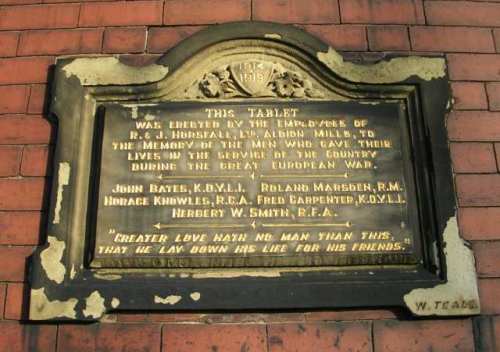 1914
1919
THIS TABLET
WAS ERECTED BY THE EMPLOYEES OF
R. & J. HORSFALL, LTD. ALBION MILLS, TO
THE MEMORY OF THE MEN WHO GAVE THEIR
LIVES IN THE SERVICE OF THE COUNTRY
DURING THE GREAT EUROPEAN WAR.
JOHN BATES, K.O.Y.L.I. ROLAND MARSDEN, R.M.
HORACE KNOWLES, R.G.A. FRED CARPENTER, K.O.Y.L.I.
HERBERT W. SMITH, R.F.A.
"GREATER LOVE HATH NO MAN THAN THIS,
THAT HE LAY DOWN HIS LIFE FOR HIS FRIENDS."
W. TEALE